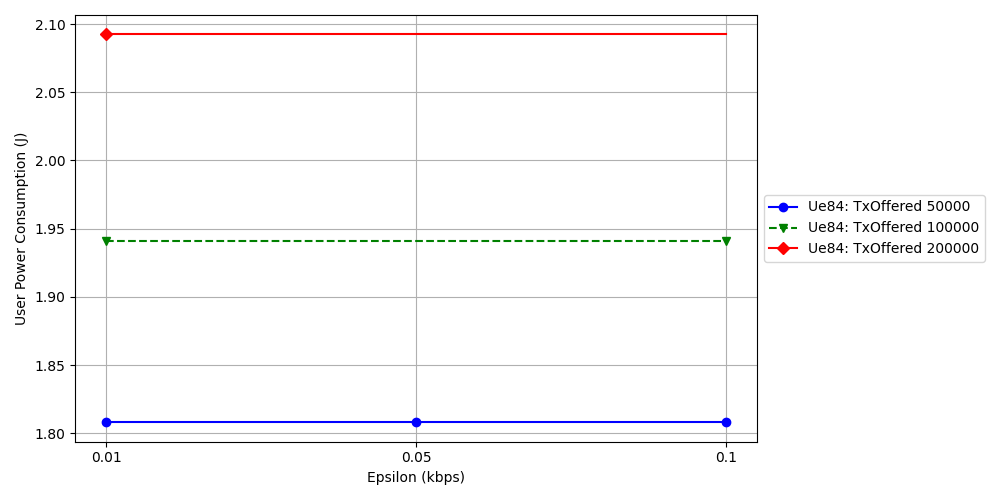 2.10
2.05
2.00
1.95
1.90
1.85
1.80
User Power Consumption (J)
0.01
0.05
0.1
Epsilon (kbps)
Ue84: TxOffered 50000
Ue84: TxOffered 100000
Ue84: TxOffered 200000